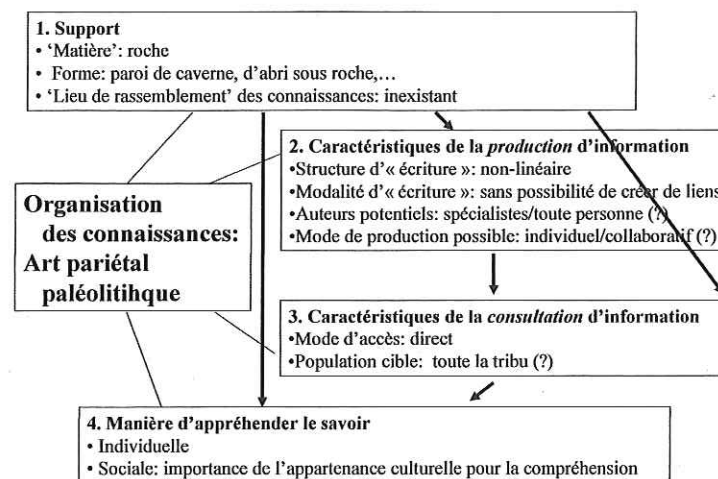 1. Support
• ‘Matière’: roche
• Forme: paroi de caverne, d’abri sous roche,…
• ‘Lieu de rassemblement’ des connaissances: inexistant
2. Caractéristiques de la production d’information
•Structure d’« écriture »: non-linéaire
•Modalité d’« écriture »: sans possibilité de créer de liens
•Auteurs potentiels: spécialistes/toute personne (?)
•Mode de production possible: individuel/collaboratif (?)
Organisation
des connaissances:
Art pariétal
paléolitihque
3. Caractéristiques de la consultation d’information
•Mode d’accès: direct
•Population cible: toute la tribu (?)
4. Manière d’appréhender le savoir
• Individuelle
• Sociale: importance de l’appartenance culturelle pour la compréhension